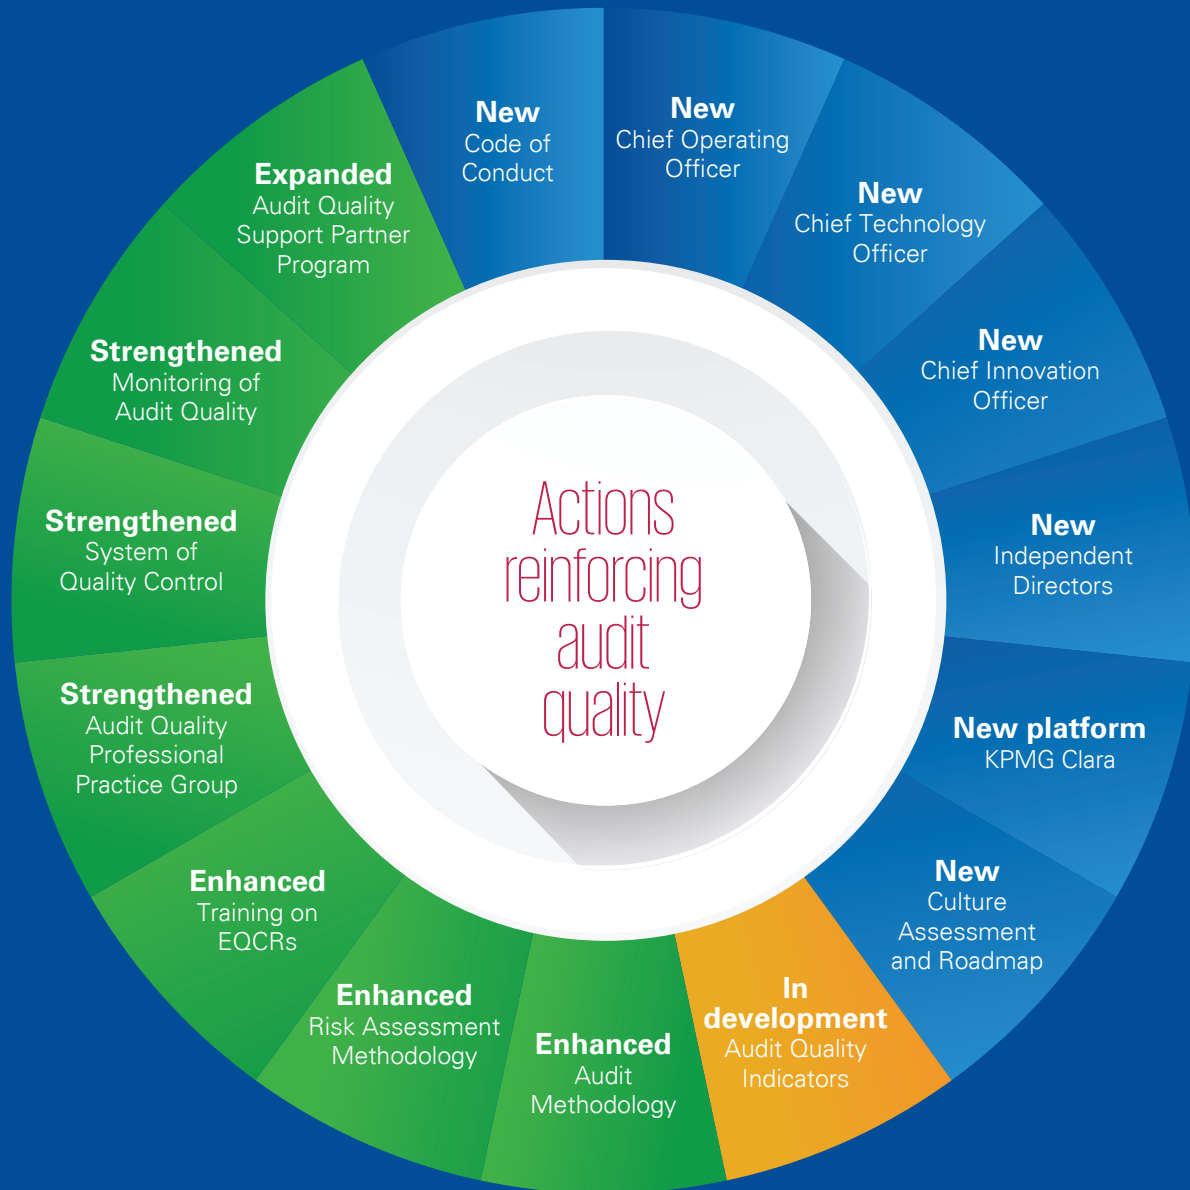 Actions
reinforcing
audit
quality
New
Chief Operating
Officer
New
Chief Technology
Officer
New
Chief Innovation
Officer
New
Independent
Directors
New platform
KPMG Clara
New
Culture
Assessment
and Roadmap
In
development
Audit Quality
Indicators
Enhanced
Audit
Methodology
Enhanced
Risk Assessment
Methodology
Enhanced
Training on
EQCRs
Strengthened
Audit Quality
Professional
Practice Group
Strengthened
System of
Quality Control
Strengthened
Monitoring of
Audit Quality
Expanded
Audit Quality
Support Partner
Program
New
Code of
Conduct